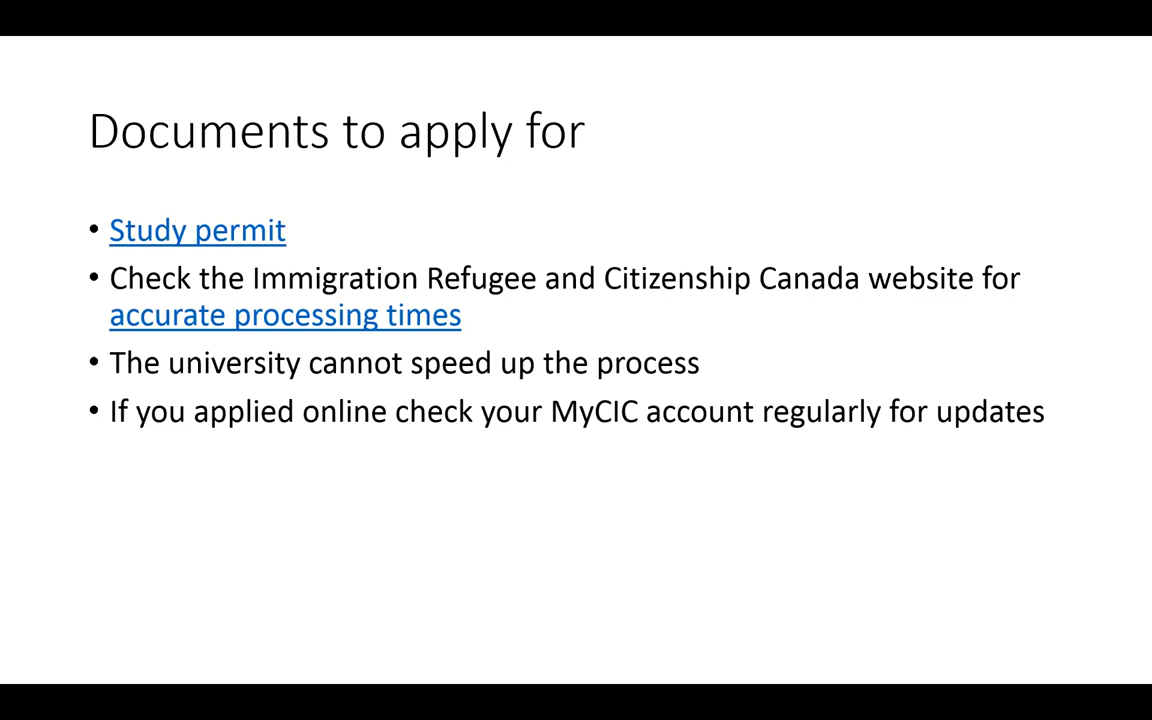 Documents to apply for
• Study permit
• Check the Immigration Refugee and Citizenship Canada website for
accurate processing times
• The university cannot speed up the process
• If you applied online check your MyCIC account regularly for updates